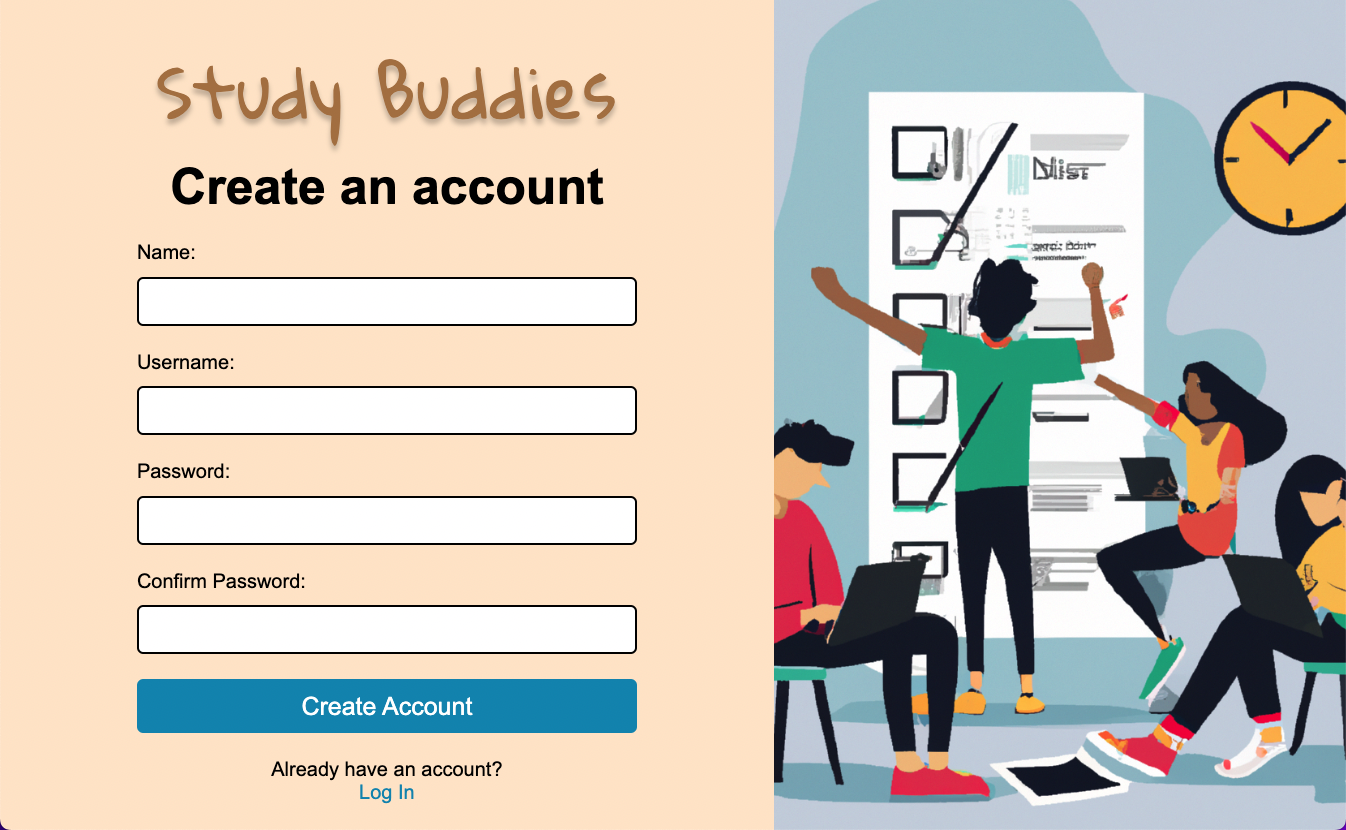 Study Buddies
Create an account
Name:
Username:
Password:
Confirm Password:
Create Account
Already have an account?
Log In